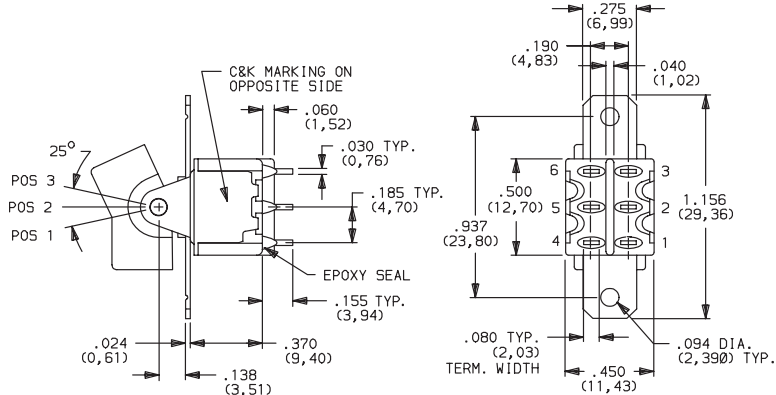 .275
(6,99)
.190
(4,83)
C&K MARKING ON
OPPOSITE SIDE
.040
(1,02)
.060
(1,52)
.030 TYP.
(0,76)
25°
POS 3
POS 2
POS 1
.185 TYP.
(4,70)
6
3
.500
(12,70)
5
2
1.156
(29,36)
.937
(23,80)
4
1
EPOXY SEAL
.155 TYP.
(3,94)
.024
(0,61)
.370
(9,40)
.138
(3.51)
.080 TYP.
(2,03)
TERM. WIDTH
.094 DIA.
(2,390) TYP.
.450
(11,43)